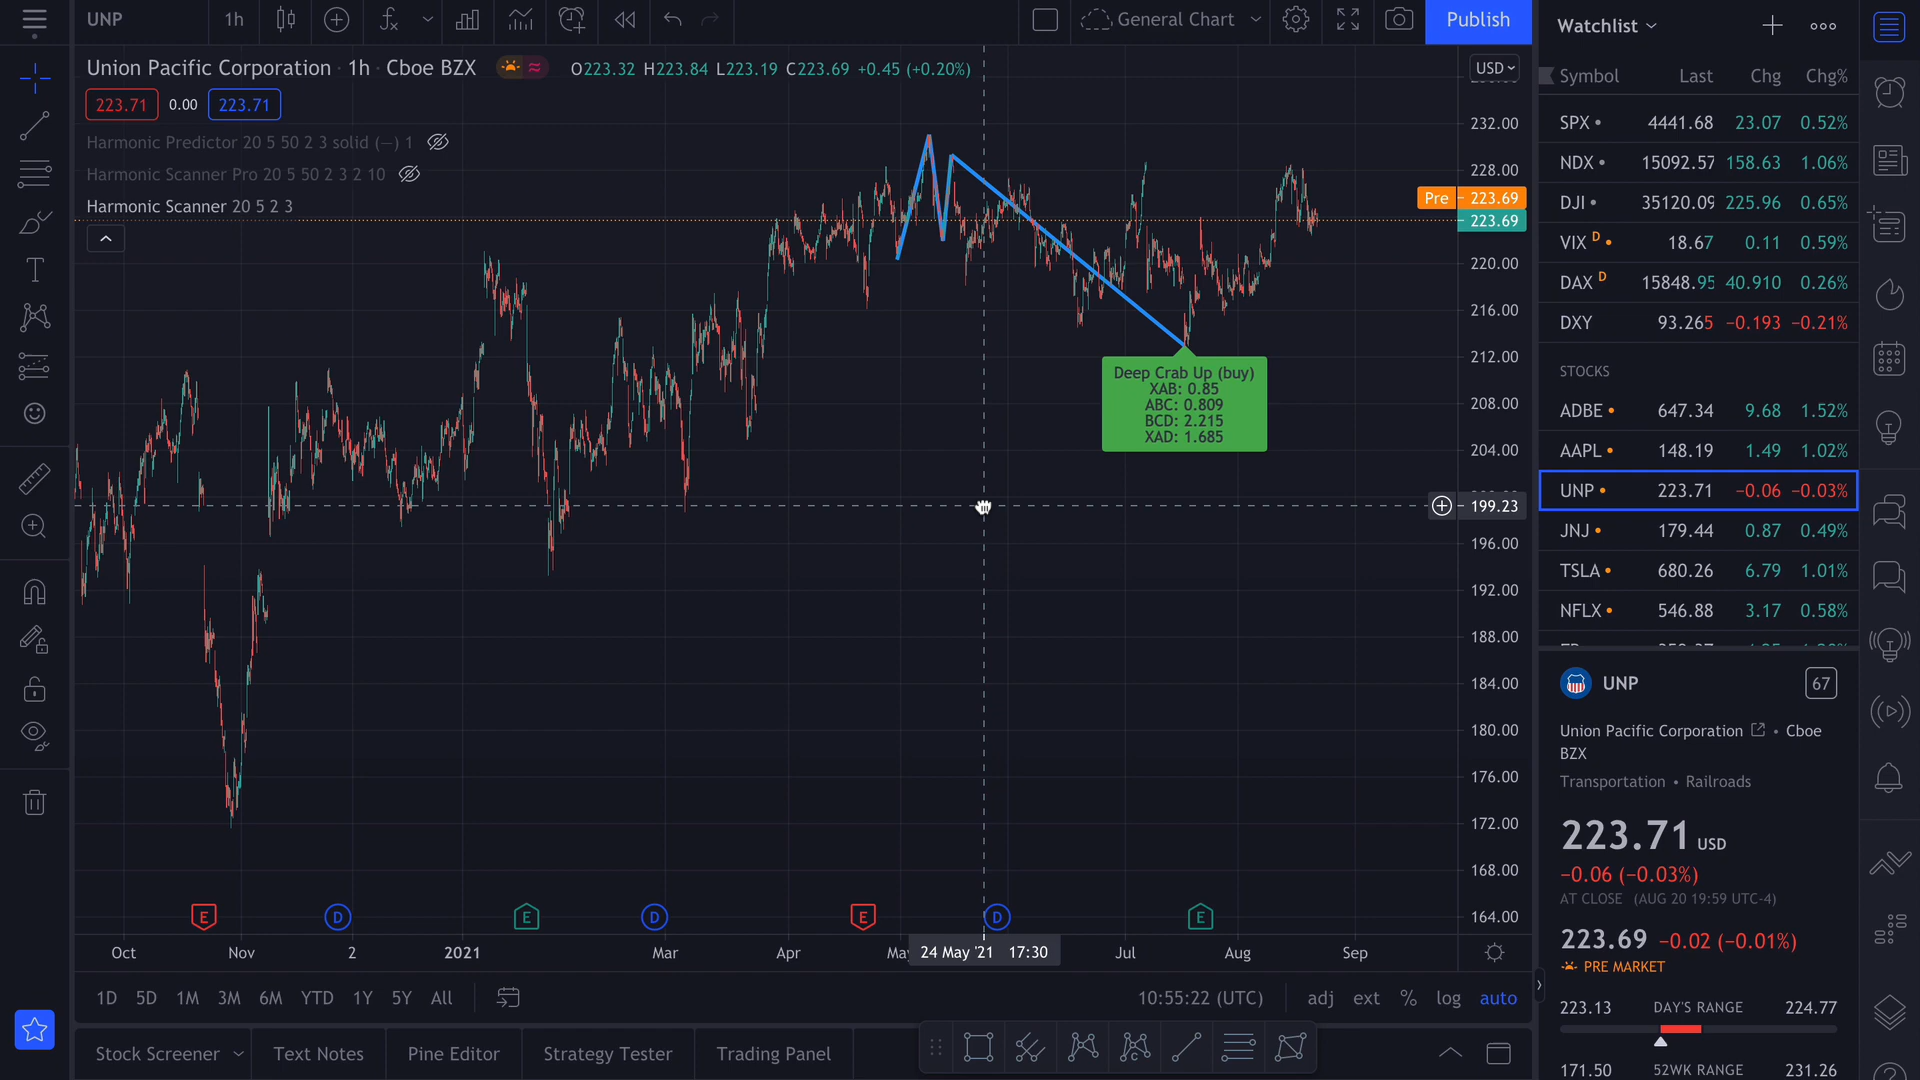 UNP
1h
General Chart
Publish
Union Pacific Corporation · 1h · Cboe BZX
O223.32 H223.84 L223.19 C223.69 +0.45 (+0.20%)
223.71 0.00 223.71
Harmonic Predictor 20 5 50 2 3 solid (—) 1
Harmonic Scanner Pro 20 5 50 2 3 2 10
Harmonic Scanner 20 5 2 3
USD
232.00
228.00
Pre 223.69
223.69
220.00
216.00
212.00
208.00
204.00
199.23
196.00
192.00
188.00
184.00
180.00
176.00
172.00
168.00
164.00
Deep Crab Up (buy)
XAB: 0.85
ABC: 0.809
BCD: 2.215
XAD: 1.685
E D E D E D E
Oct Nov 2 2021 Mar Apr May 24 May '21 17:30 Jul Aug Sep
1D 5D 1M 3M 6M YTD 1Y 5Y All
10:55:22 (UTC) adj ext % log auto
Stock Screener Text Notes Pine Editor Strategy Tester Trading Panel
Watchlist
Symbol Last Chg Chg%
SPX 4441.68 23.07 0.52%
NDX 15092.57 158.63 1.06%
DJI 35120.09 225.96 0.65%
VIX D 18.67 0.11 0.59%
DAX D 15848.95 40.910 0.26%
DXY 93.265 −0.193 −0.21%
STOCKS
ADBE 647.34 9.68 1.52%
AAPL 148.19 1.49 1.02%
UNP 223.71 −0.06 −0.03%
JNJ 179.44 0.87 0.49%
TSLA 680.26 6.79 1.01%
NFLX 546.88 3.17 0.58%
UNP 67
Union Pacific Corporation • Cboe
BZX
Transportation • Railroads
223.71 USD
−0.06 (−0.03%)
AT CLOSE (AUG 20 19:59 UTC-4)
223.69 −0.02 (−0.01%)
PRE MARKET
223.13 DAY'S RANGE 224.77
171.50 52WK RANGE 231.26